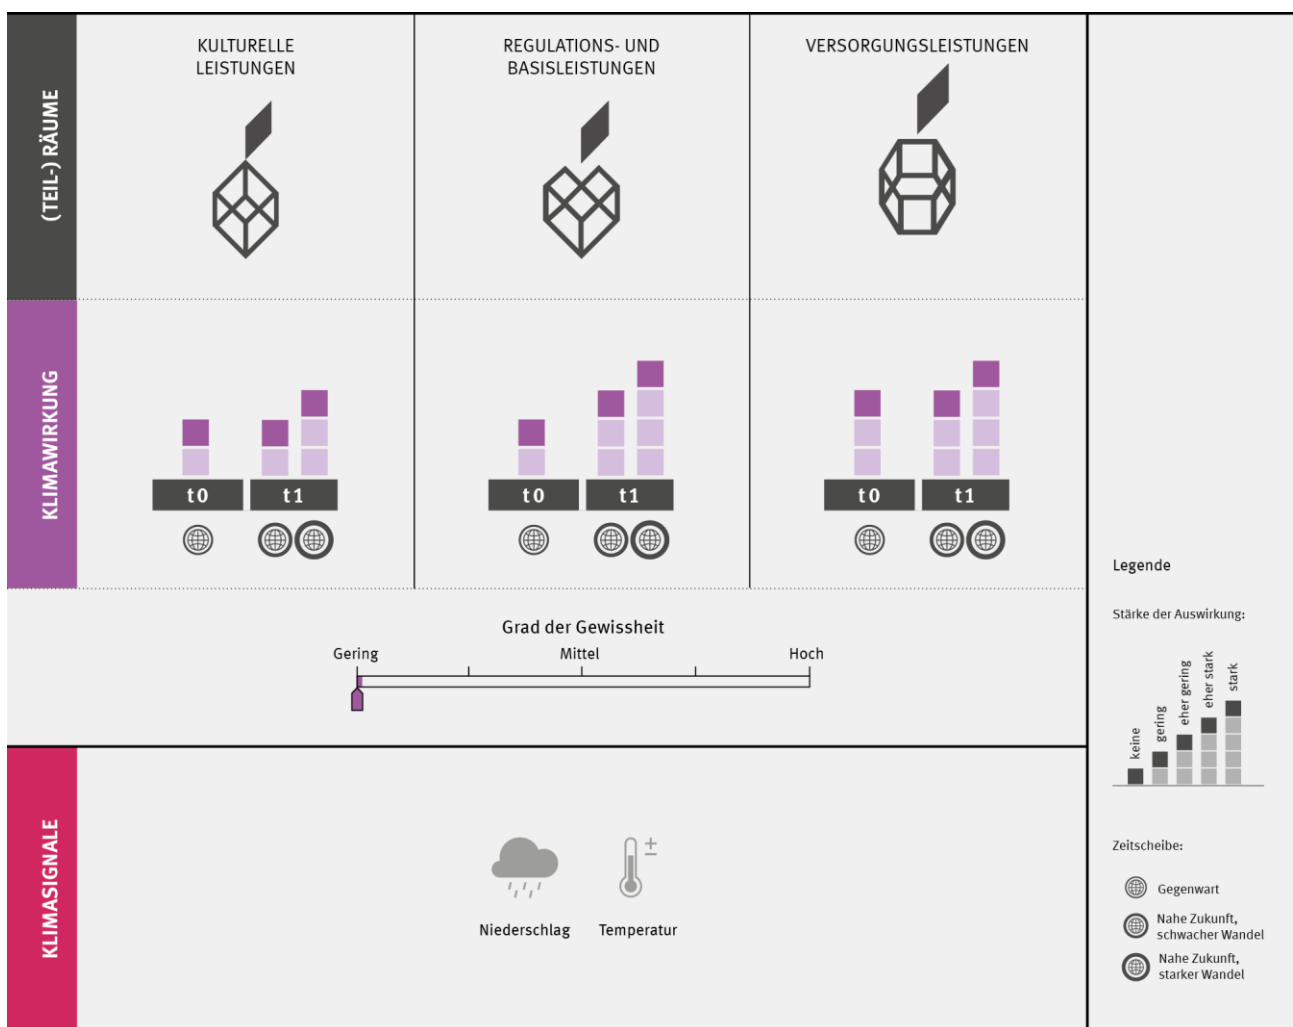 (TEIL-) RÄUME
KULTURELLE
LEISTUNGEN
REGULATIONS- UND
BASISLEISTUNGEN
VERSORGUNGSLEISTUNGEN
KLIMAWIRKUNG
t0
t1
t0
t1
t0
t1
Grad der Gewissheit
Gering
Mittel
Hoch
KLIMASIGNALE
±
Niederschlag
Temperatur
Legende
Stärke der Auswirkung:
keine
gering
eher gering
eher stark
stark
Zeitscheibe:
Gegenwart
Nahe Zukunft,
schwacher Wandel
Nahe Zukunft,
starker Wandel